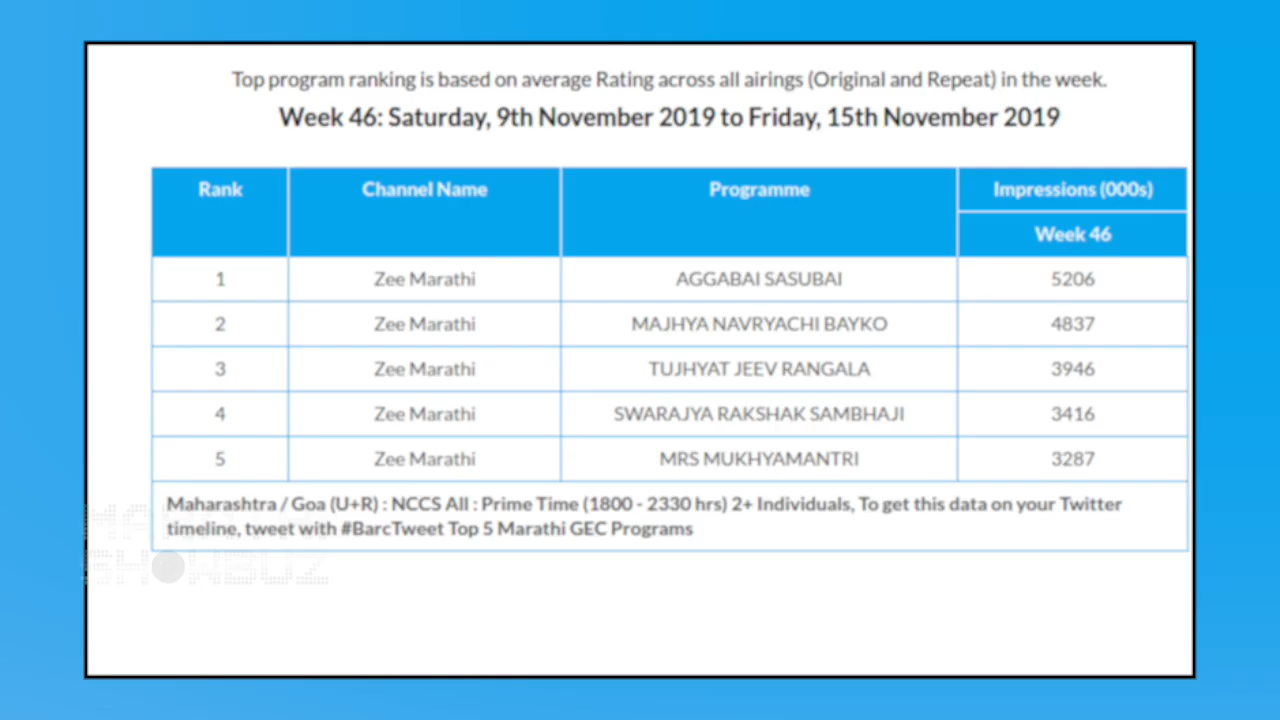 Top program ranking is based on average Rating across all airings (Original and Repeat) in the week.
Week 46: Saturday, 9th November 2019 to Friday, 15th November 2019
Rank Channel Name Programme Impressions (000s)
Week 46
1 Zee Marathi AGGABAI SASUBAI 5206
2 Zee Marathi MAJHYA NAVRYACHI BAYKO 4837
3 Zee Marathi TUJHYAT JEEV RANGALA 3946
4 Zee Marathi SWARAJYA RAKSHAK SAMBHAJI 3416
5 Zee Marathi MRS MUKHYAMANTRI 3287
Maharashtra / Goa (U+R) : NCCS All : Prime Time (1800 - 2330 hrs) 2+ Individuals, To get this data on your Twitter
timeline, tweet with #BarcTweet Top 5 Marathi GEC Programs
SHOWBUZ